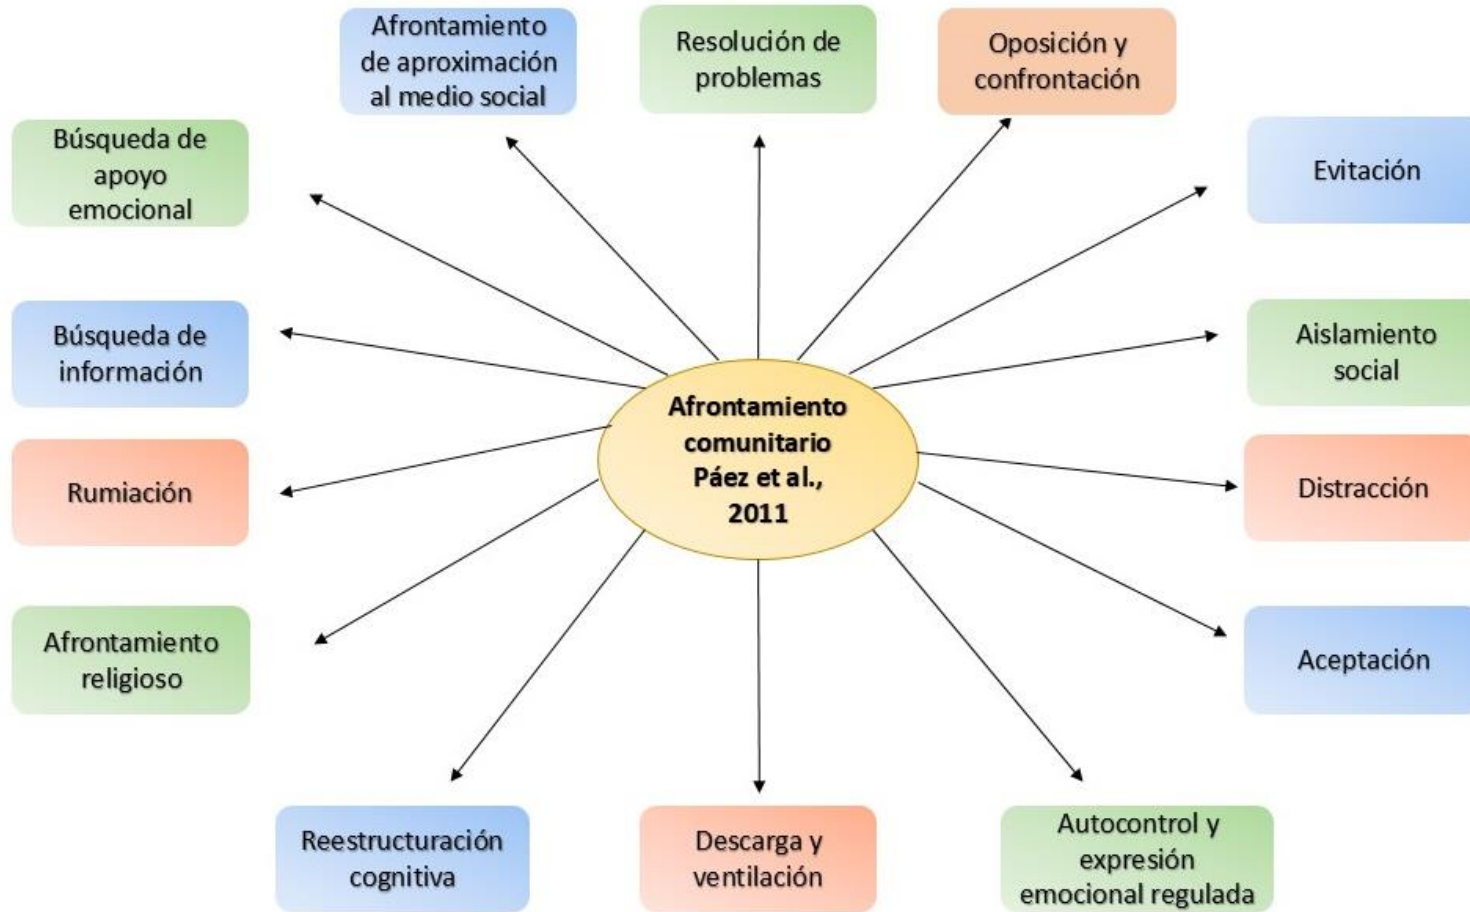 Afrontamiento
de aproximación
al medio social
Resolución de
problemas
Oposición y
confrontación
Búsqueda de
apoyo
emocional
Evitación
Búsqueda de
información
Aislamiento
social
Afrontamiento
comunitario
Páez et al.,
2011
Rumiación
Distracción
Afrontamiento
religioso
Aceptación
Reestructuración
cognitiva
Descarga y
ventilación
Autocontrol y
expresión
emocional regulada